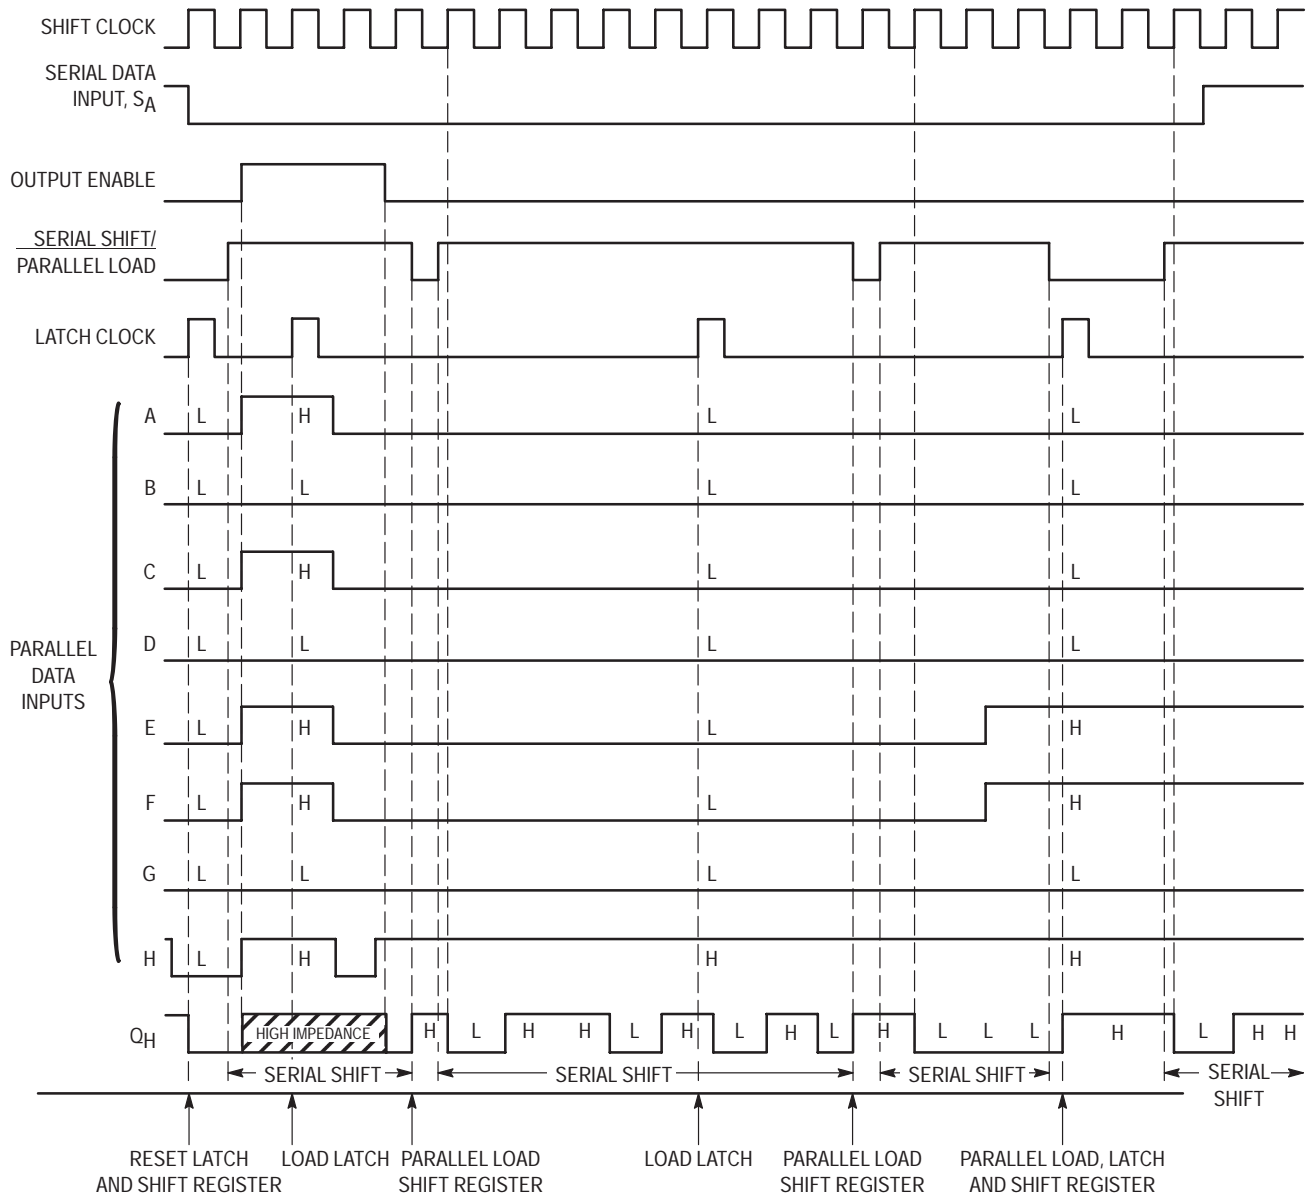 SHIFT CLOCK
SERIAL DATA
INPUT, SA
OUTPUT ENABLE
SERIAL SHIFT/
PARALLEL LOAD
LATCH CLOCK
A L H L L
B L L L L
C L H L L
D L L L L
PARALLEL
DATA
INPUTS
E L H L H
F L H L H
G L L L L
H L H H H
QH HIGH IMPEDANCE H L H H L H L H L H L L L H L H H
SERIAL SHIFT SERIAL SHIFT SERIAL SHIFT SERIAL
SHIFT
RESET LATCH
AND SHIFT REGISTER
LOAD LATCH
PARALLEL LOAD
SHIFT REGISTER
LOAD LATCH
PARALLEL LOAD
SHIFT REGISTER
PARALLEL LOAD, LATCH
AND SHIFT REGISTER